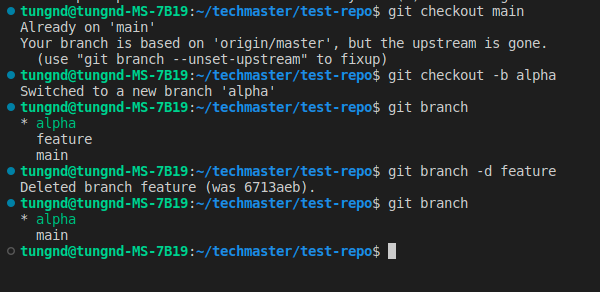 tungnd@tungnd-MS-7B19:~/techmaster/test-repo$ git checkout main
Already on 'main'
Your branch is based on 'origin/master', but the upstream is gone.
  (use "git branch --unset-upstream" to fixup)
tungnd@tungnd-MS-7B19:~/techmaster/test-repo$ git checkout -b alpha
Switched to a new branch 'alpha'
tungnd@tungnd-MS-7B19:~/techmaster/test-repo$ git branch
* alpha
  feature
  main
tungnd@tungnd-MS-7B19:~/techmaster/test-repo$ git branch -d feature
Deleted branch feature (was 6713aeb).
tungnd@tungnd-MS-7B19:~/techmaster/test-repo$ git branch
* alpha
  main
tungnd@tungnd-MS-7B19:~/techmaster/test-repo$